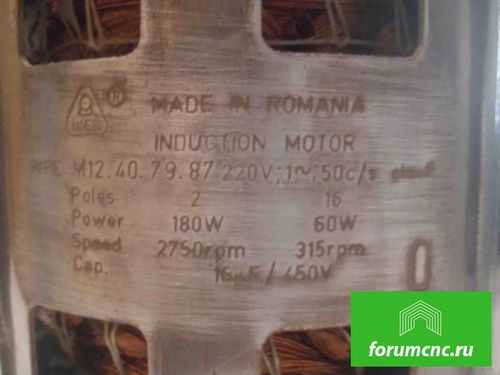 MADE IN ROMANIA
INDUCTION MOTOR
TYPE M12.40.79.87 220V; 1~; 50c/s
Poles 2 16
Power 180W 60W
Speed 2750rpm 315rpm
Cap. 16µF/450V
0
forumcnc.ru